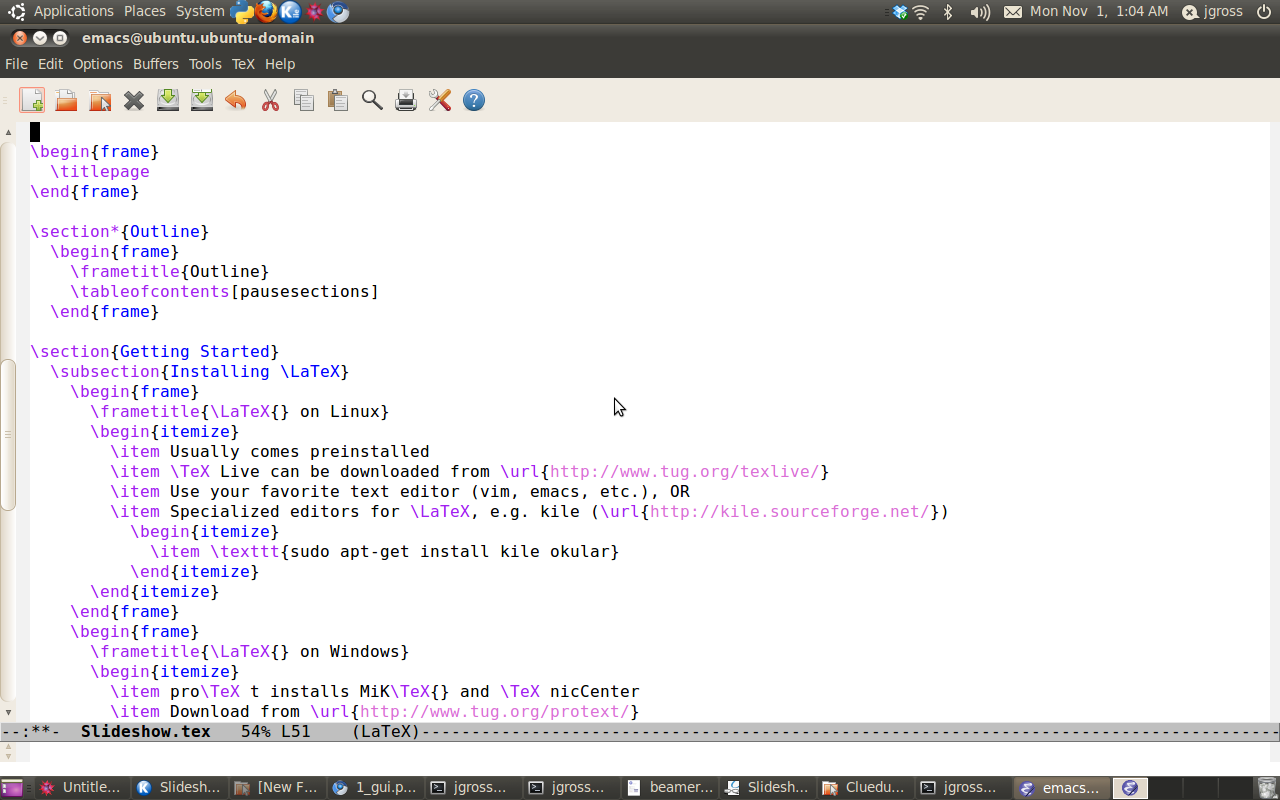 Applications Places System Mon Nov 1, 1:04 AM jgross
emacs@ubuntu.ubuntu-domain
File Edit Options Buffers Tools TeX Help
\begin{frame}
\titlepage
\end{frame}
\section*{Outline}
\begin{frame}
\frametitle{Outline}
\tableofcontents[pausesections]
\end{frame}
\section{Getting Started}
\subsection{Installing \LaTeX}
\begin{frame}
\frametitle{\LaTeX{} on Linux}
\begin{itemize}
\item Usually comes preinstalled
\item \TeX Live can be downloaded from \url{http://www.tug.org/texlive/}
\item Use your favorite text editor (vim, emacs, etc.), OR
\item Specialized editors for \LaTeX, e.g. kile (\url{http://kile.sourceforge.net/})
\begin{itemize}
\item \texttt{sudo apt-get install kile okular}
\end{itemize}
\end{itemize}
\end{frame}
\begin{frame}
\frametitle{\LaTeX{} on Windows}
\begin{itemize}
\item pro\TeX t installs MiK\TeX{} and \TeX nicCenter
\item Download from \url{http://www.tug.org/protext/}
--:**- Slideshow.tex 54% L51 (LaTeX)--------------------------------------------------------------------------------------
Untitle... Slidesh... [New F... 1_gui.p... jgross... jgross... beamer... Slidesh... Cluedu... jgross... emacs...